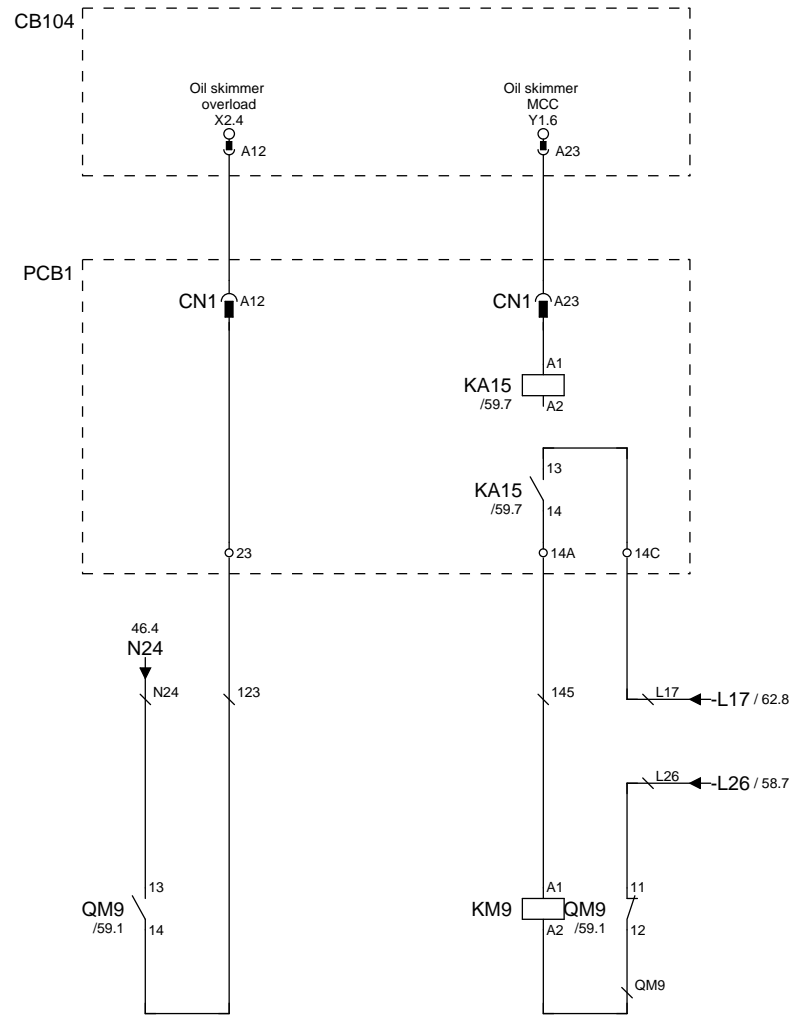 CB104
Oil skimmer
overload
X2.4
A12
Oil skimmer
MCC
Y1.6
A23
PCB1
CN1 A12
CN1 A23
A1
KA15
/59.7
A2
13
KA15
/59.7
14
23
14A
14C
46.4
N24
N24
123
145
L17
-L17 / 62.8
L26
-L26 / 58.7
13
QM9
/59.1
14
A1
KM9
A2
11
QM9
/59.1
12
QM9